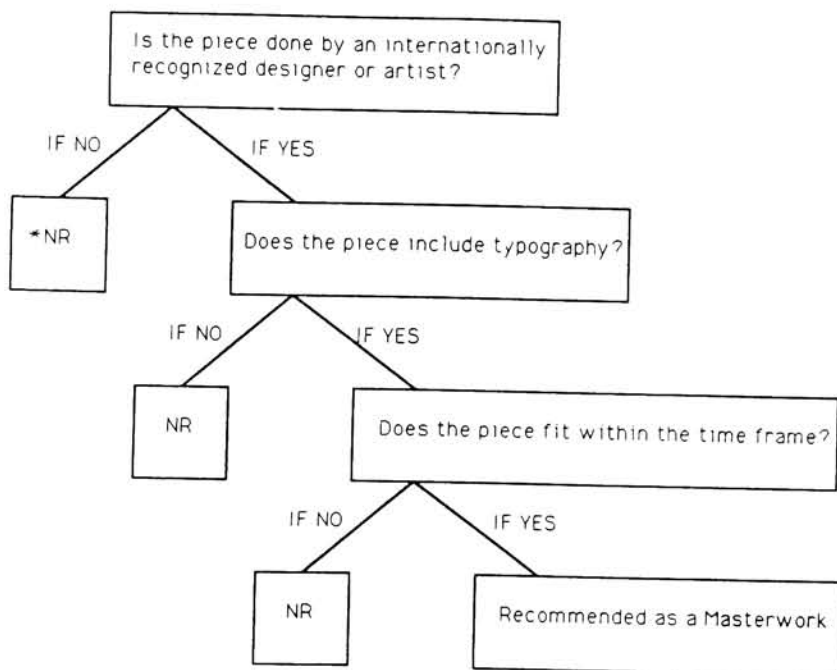 Is the piece done by an internationally
recognized designer or artist?
IF NO
IF YES
*NR
Does the piece include typography?
IF NO
IF YES
NR
Does the piece fit within the time frame?
IF NO
IF YES
NR
Recommended as a Masterwork